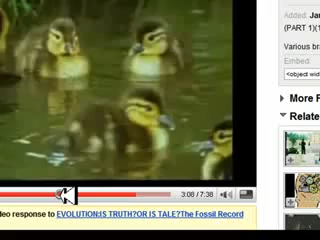 Added: Jan
(PART 1)(1
Various bra
Embed:
<object wid
More F
Relate
3:08 / 7:38
deo response to EVOLUTION:IS TRUTH?OR IS TALE?The Fossil Record